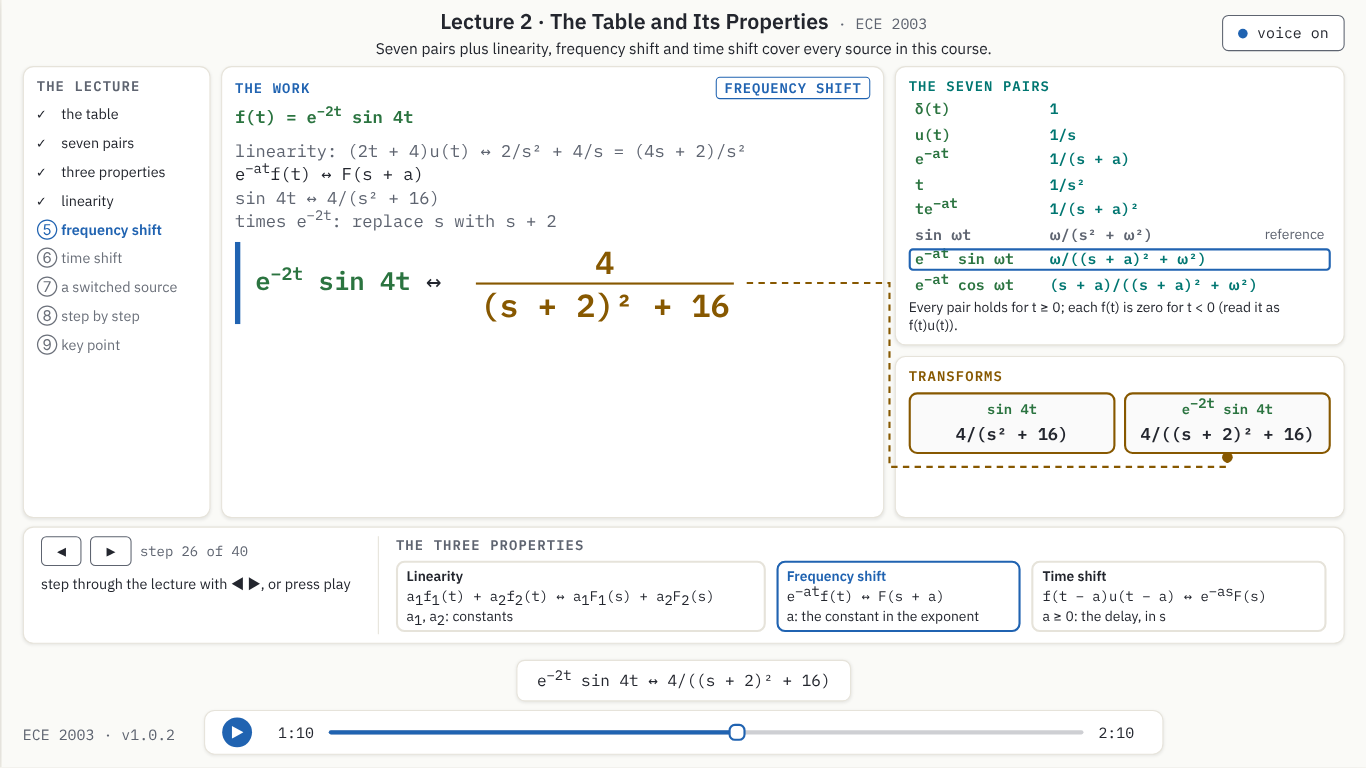 Lecture 2 · The Table and Its Properties · ECE 2003
Seven pairs plus linearity, frequency shift and time shift cover every source in this course.
voice on
THE LECTURE
✓ the table
✓ seven pairs
✓ three properties
✓ linearity
5 frequency shift
6 time shift
7 a switched source
8 step by step
9 key point
THE WORK
FREQUENCY SHIFT
f(t) = e⁻²ᵗ sin 4t
linearity: (2t + 4)u(t) ↔ 2/s² + 4/s = (4s + 2)/s²
e⁻ᵃᵗf(t) ↔ F(s + a)
sin 4t ↔ 4/(s² + 16)
times e⁻²ᵗ: replace s with s + 2
e⁻²ᵗ sin 4t ↔
4
(s + 2)² + 16
THE SEVEN PAIRS
δ(t) 1
u(t) 1/s
e⁻ᵃᵗ 1/(s + a)
t 1/s²
te⁻ᵃᵗ 1/(s + a)²
sin ωt ω/(s² + ω²) reference
e⁻ᵃᵗ sin ωt ω/((s + a)² + ω²)
e⁻ᵃᵗ cos ωt (s + a)/((s + a)² + ω²)
Every pair holds for t ≥ 0; each f(t) is zero for t < 0 (read it as
f(t)u(t)).
TRANSFORMS
sin 4t
4/(s² + 16)
e⁻²ᵗ sin 4t
4/((s + 2)² + 16)
◀ ▶ step 26 of 40
step through the lecture with ◀ ▶, or press play
THE THREE PROPERTIES
Linearity
a₁f₁(t) + a₂f₂(t) ↔ a₁F₁(s) + a₂F₂(s)
a₁, a₂: constants
Frequency shift
e⁻ᵃᵗf(t) ↔ F(s + a)
a: the constant in the exponent
Time shift
f(t − a)u(t − a) ↔ e⁻ᵃˢF(s)
a ≥ 0: the delay, in s
e⁻²ᵗ sin 4t ↔ 4/((s + 2)² + 16)
ECE 2003 · v1.0.2
1:10
2:10